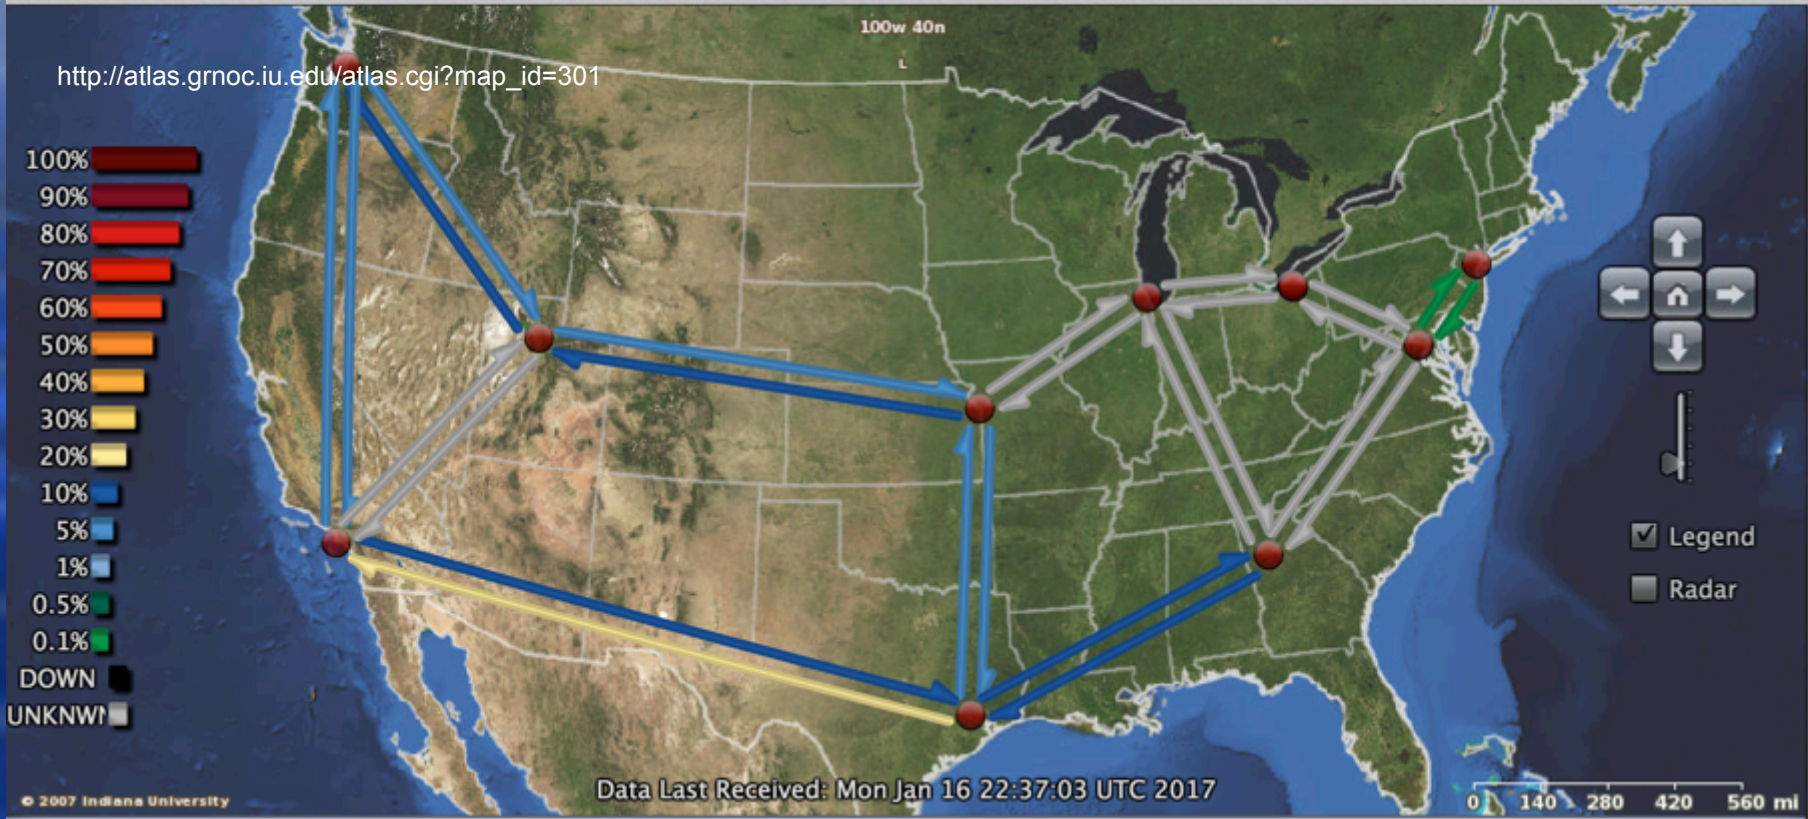 100w 40n
L
http://atlas.grnoc.iu.edu/atlas.cgi?map_id=301
100%
90%
80%
70%
60%
50%
40%
30%
20%
10%
5%
1%
0.5%
0.1%
DOWN
UNKNWN
Legend
Radar
Data Last Received: Mon Jan 16 22:37:03 UTC 2017
© 2007 Indiana University
0 140 280 420 560 mi